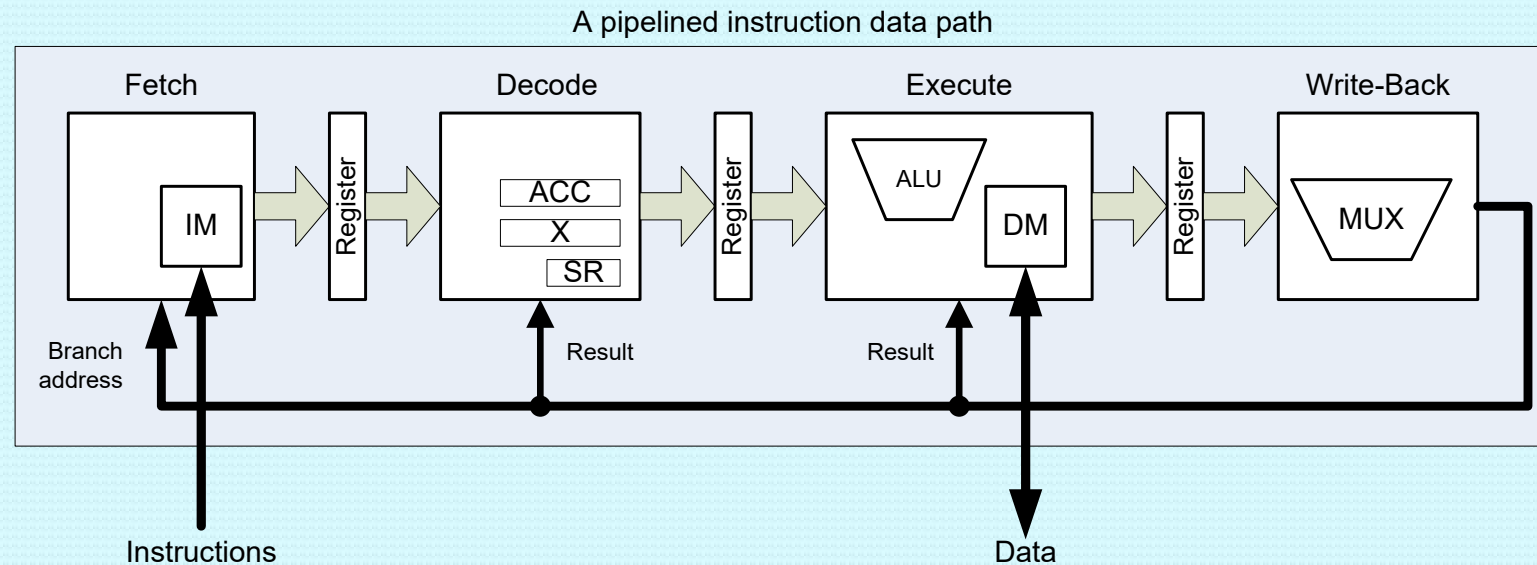 A pipelined instruction data path
Fetch
Decode
Execute
Write-Back
IM
Register
ACC
X
SR
Register
ALU
DM
Register
MUX
Branch
address
Result
Result
Instructions
Data